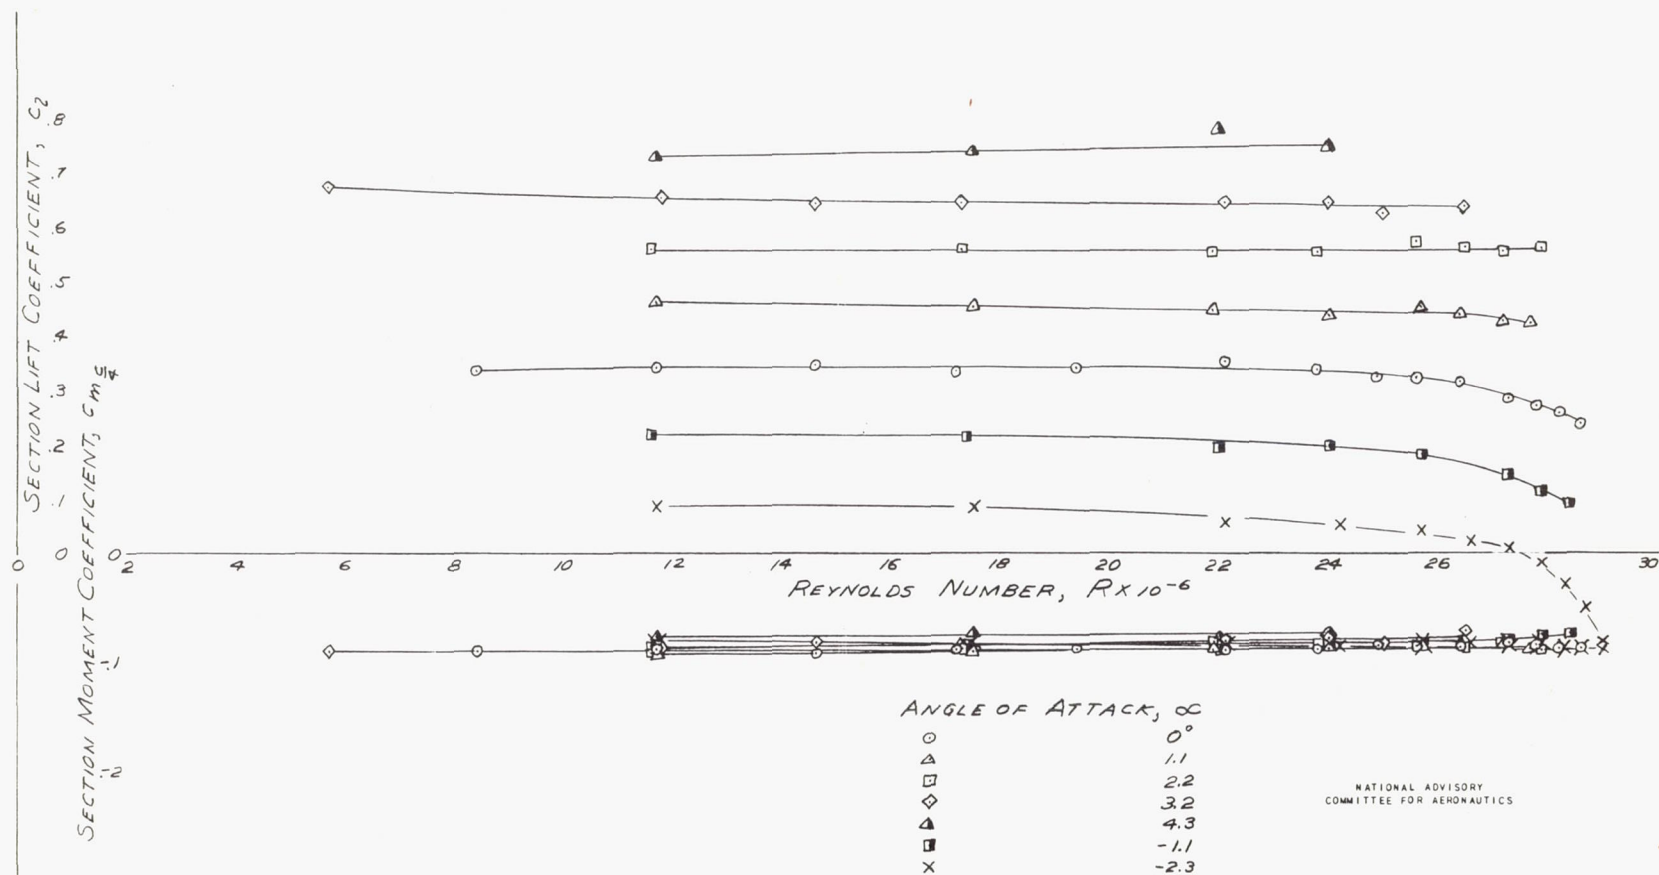 SECTION LIFT COEFFICIENT, c2
.8
.7
.6
.5
.4
.3
.2
.1
0
SECTION MOMENT COEFFICIENT, cm c/4
0
-.1
-.2
0 2 4 6 8 10 12 14 16 18 20 22 24 26 30
REYNOLDS NUMBER, R×10⁻⁶
ANGLE OF ATTACK, ∝
0°
1.1
2.2
3.2
4.3
-1.1
-2.3
NATIONAL ADVISORY
COMMITTEE FOR AERONAUTICS